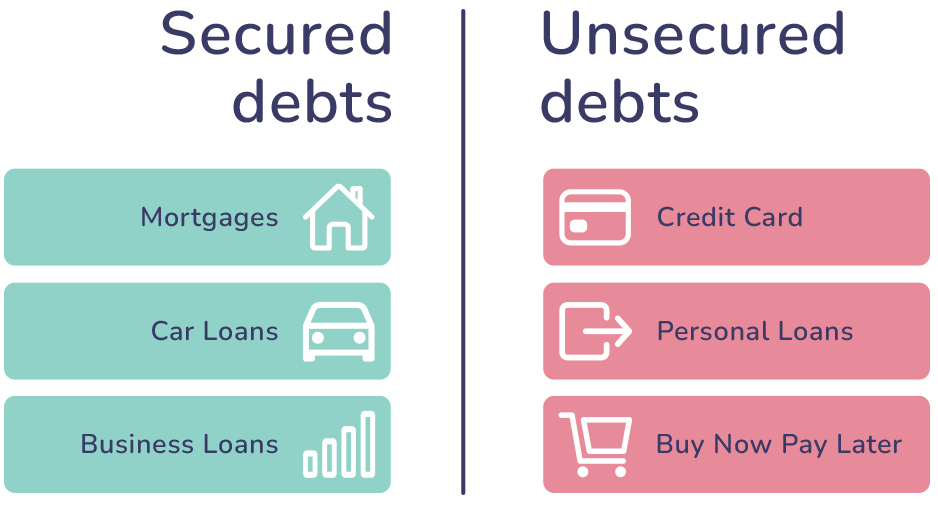 Secured
debts
Mortgages
Car Loans
Business Loans
Unsecured
debts
Credit Card
Personal Loans
Buy Now Pay Later